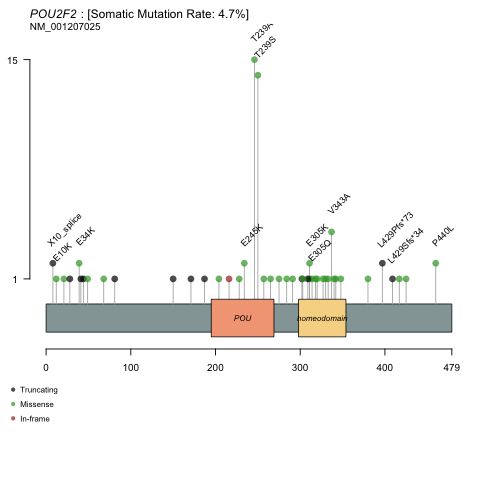 POU2F2 : [Somatic Mutation Rate: 4.7%]
NM_001207025
T239S
15
V343A
X10_splice
E10K
E34K
E245K
E305K
E305Q
L429Pfs*73
L429Sfs*34
P440L
1
POU
homeodomain
0
100
200
300
400
479
Truncating
Missense
In-frame